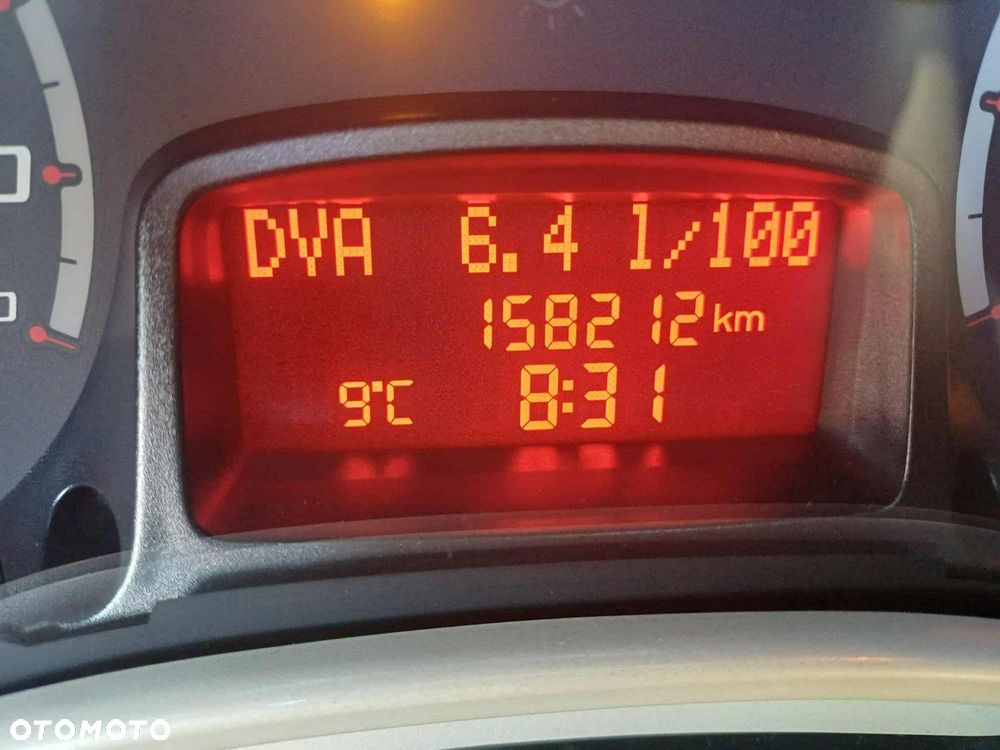 DVA 6.4 l/100
158212 km
9°C 8:31
OTOMOTO